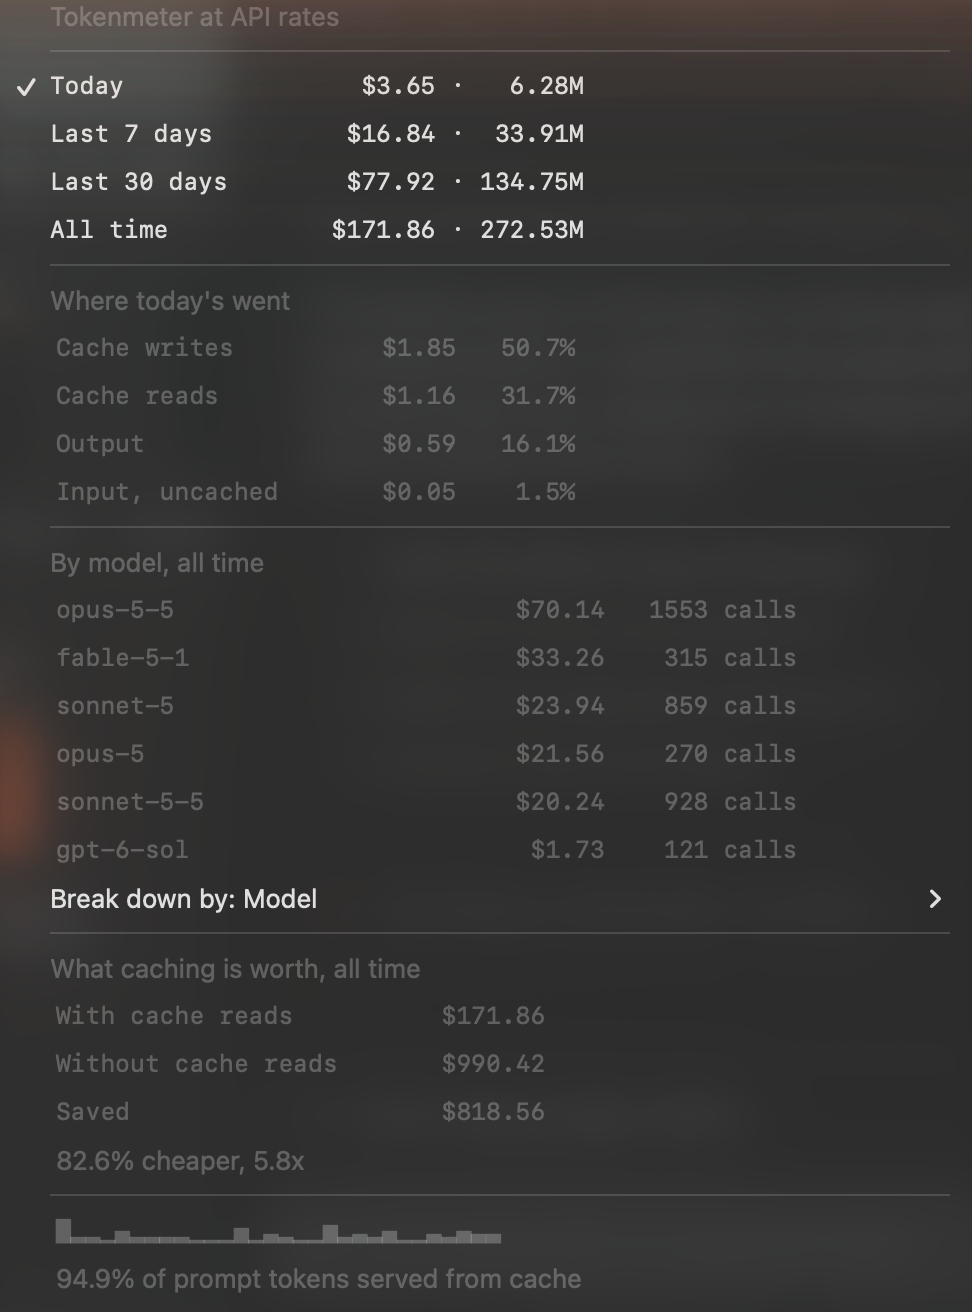 Tokenmeter at API rates
✓ Today $3.65 · 6.28M
Last 7 days $16.84 · 33.91M
Last 30 days $77.92 · 134.75M
All time $171.86 · 272.53M
Where today's went
Cache writes $1.85 50.7%
Cache reads $1.16 31.7%
Output $0.59 16.1%
Input, uncached $0.05 1.5%
By model, all time
opus-5-5 $70.14 1553 calls
fable-5-1 $33.26 315 calls
sonnet-5 $23.94 859 calls
opus-5 $21.56 270 calls
sonnet-5-5 $20.24 928 calls
gpt-6-sol $1.73 121 calls
Break down by: Model
What caching is worth, all time
With cache reads $171.86
Without cache reads $990.42
Saved $818.56
82.6% cheaper, 5.8x
94.9% of prompt tokens served from cache